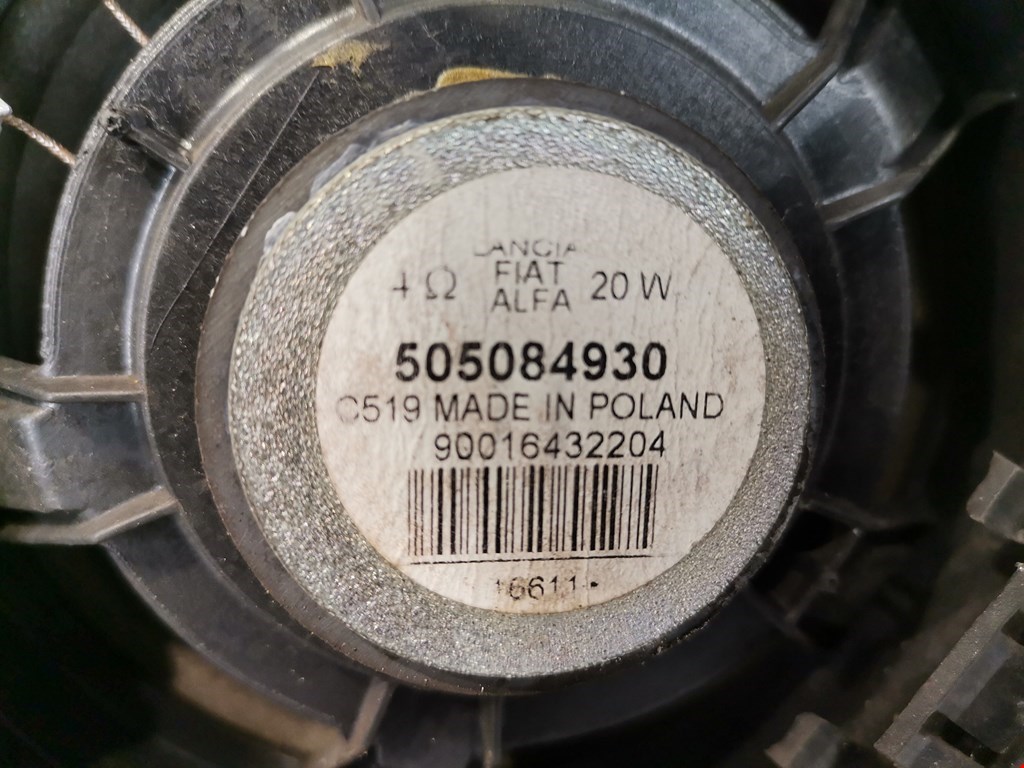 LANCIA
4 Ω FIAT 20 W
ALFA
505084930
C519 MADE IN POLAND
90016432204
16611